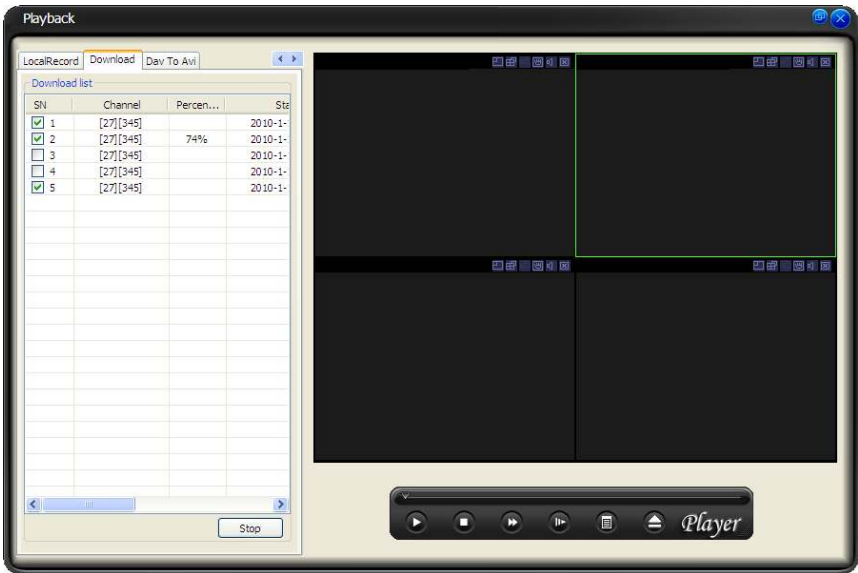 Playback
LocalRecord Download Dav To Avi
Download list
SN Channel Percen... Sta
1 [27][345] 2010-1-
2 [27][345] 74% 2010-1-
3 [27][345] 2010-1-
4 [27][345] 2010-1-
5 [27][345] 2010-1-
Stop
Player